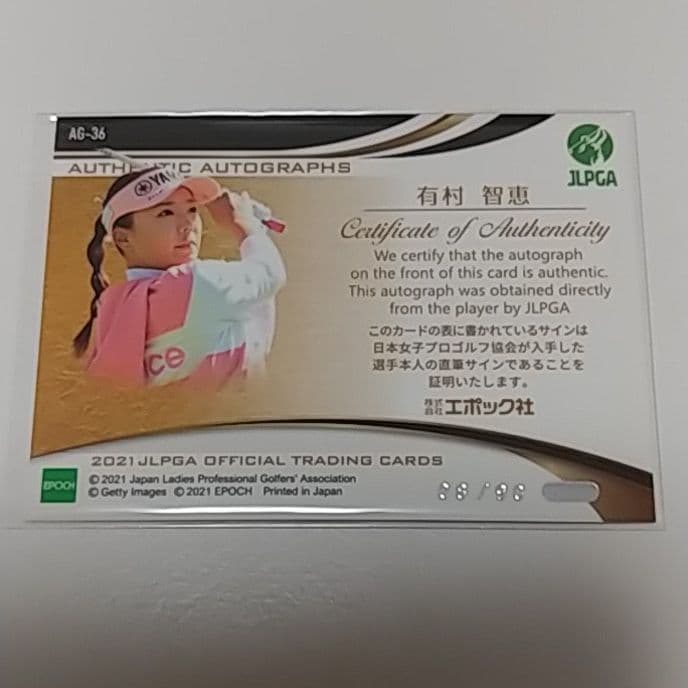 AG-36
AUTHENTIC AUTOGRAPHS
JLPGA
有村 智恵
Certificate of Authenticity
We certify that the autograph
on the front of this card is authentic.
This autograph was obtained directly
from the player by JLPGA
このカードの表に書かれているサインは
日本女子プロゴルフ協会が入手した
選手本人の直筆サインであることを
証明いたします。
株式会社エポック社
2021 JLPGA OFFICIAL TRADING CARDS
EPOCH
© 2021 Japan Ladies Professional Golfers' Association
© Getty Images © 2021 EPOCH Printed in Japan